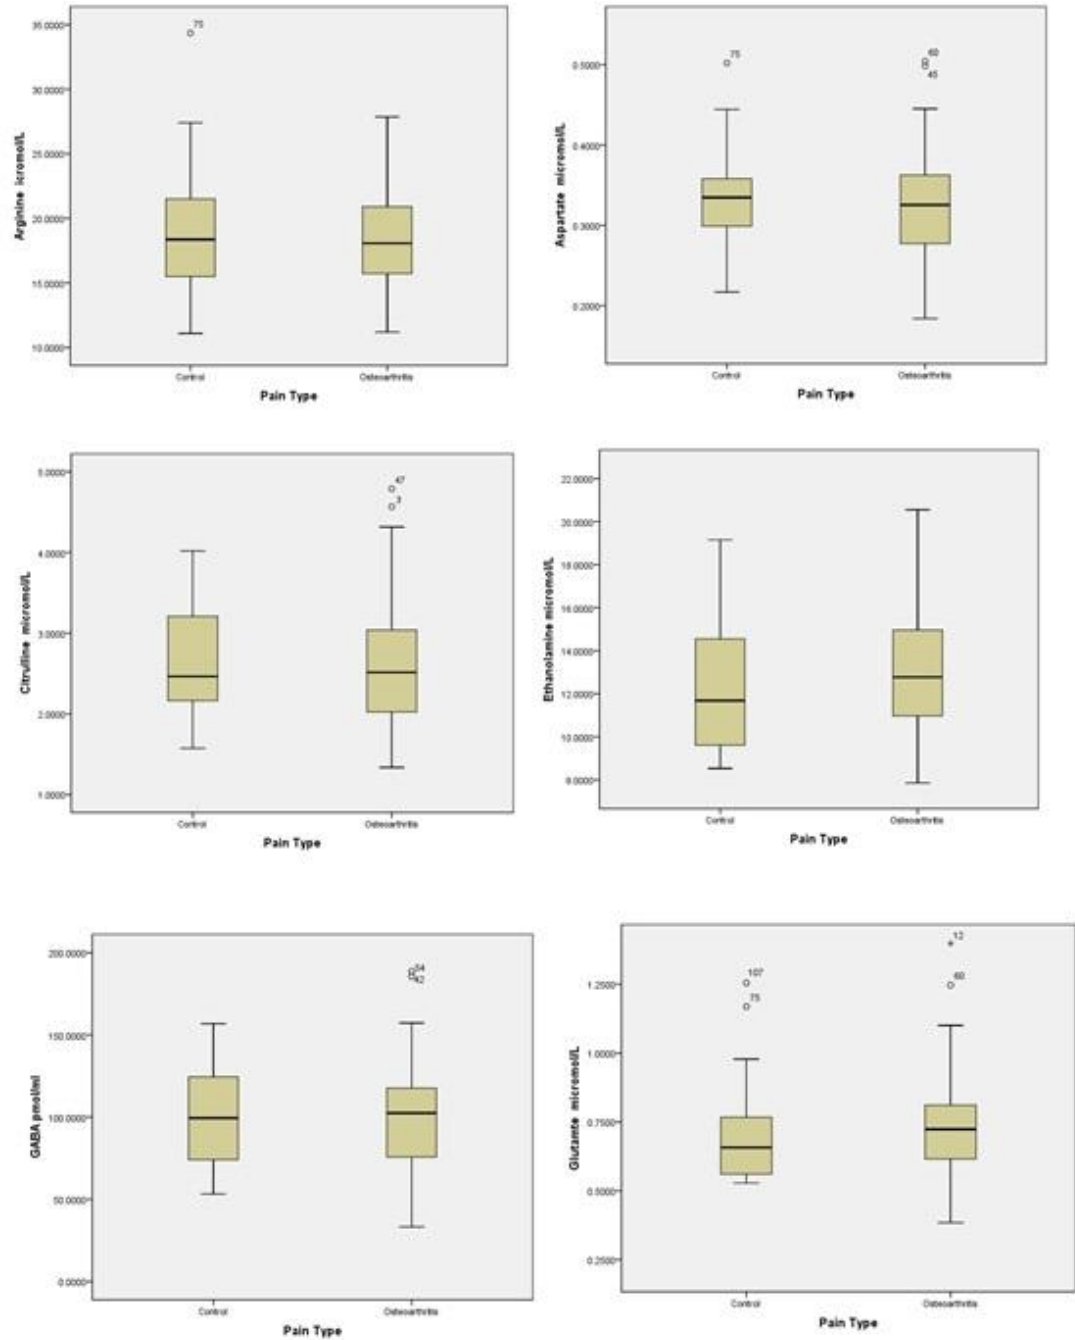 35.0000
75
30.0000
25.0000
20.0000
15.0000
10.0000
Arginine icromol/L
Control
Osteoarthritis
Pain Type
0.5000
75
60
45
0.4000
0.3000
0.2000
Aspartate micromol/L
Control
Osteoarthritis
Pain Type
5.0000
47
3
4.0000
3.0000
2.0000
1.0000
Citrulline micromol/L
Control
Osteoarthritis
Pain Type
22.0000
20.0000
18.0000
16.0000
14.0000
12.0000
10.0000
8.0000
Ethanolamine micromol/L
Control
Osteoarthritis
Pain Type
200.0000
42
150.0000
100.0000
50.0000
0.0000
GABA pmol/ml
Control
Osteoarthritis
Pain Type
12
107
60
1.2500
75
1.0000
0.7500
0.5000
0.2500
Glutamte micromol/L
Control
Osteoarthritis
Pain Type